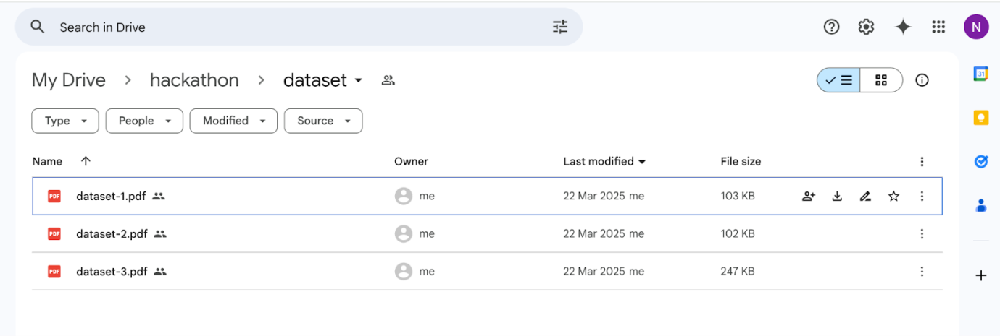 Search in Drive
N
My Drive > hackathon > dataset
Type People Modified Source
Name Owner Last modified File size
PDF dataset-1.pdf me 22 Mar 2025 me 103 KB
PDF dataset-2.pdf me 22 Mar 2025 me 102 KB
PDF dataset-3.pdf me 22 Mar 2025 me 247 KB
31